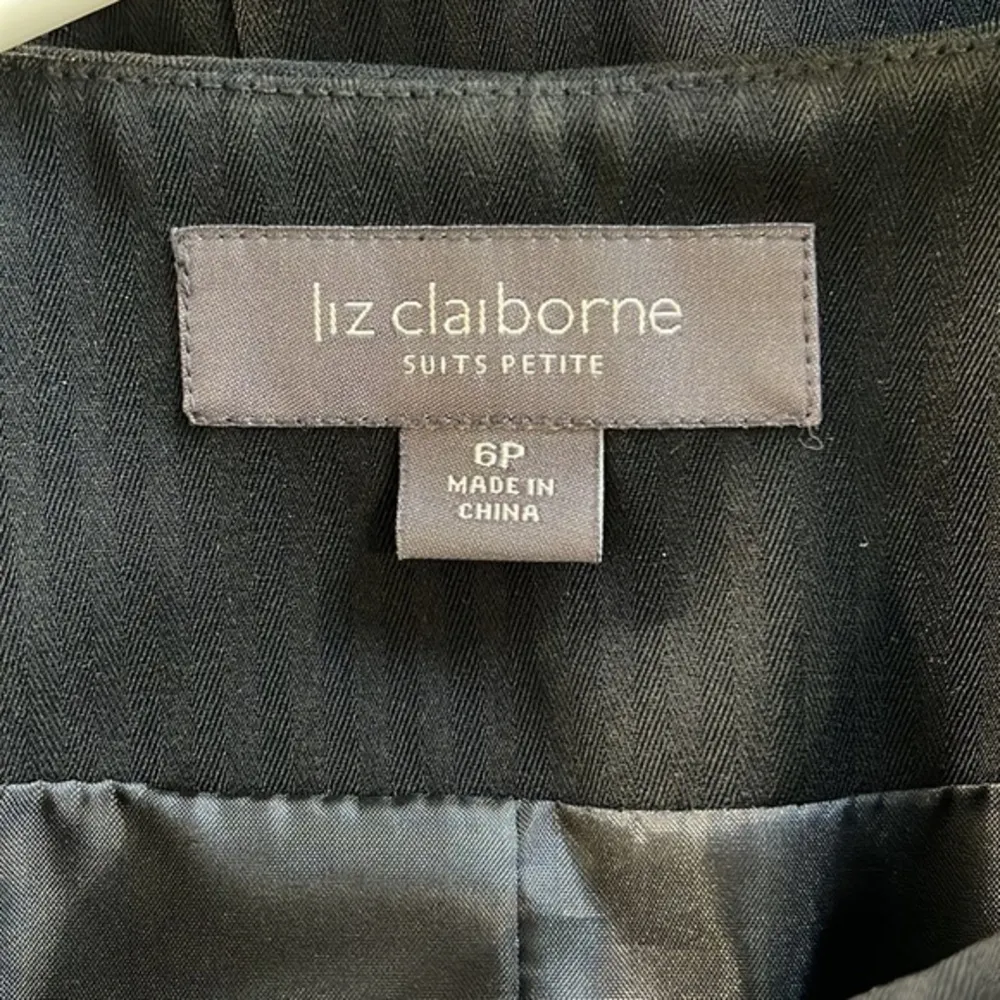 liz claiborne
SUITS PETITE
6P
MADE IN
CHINA